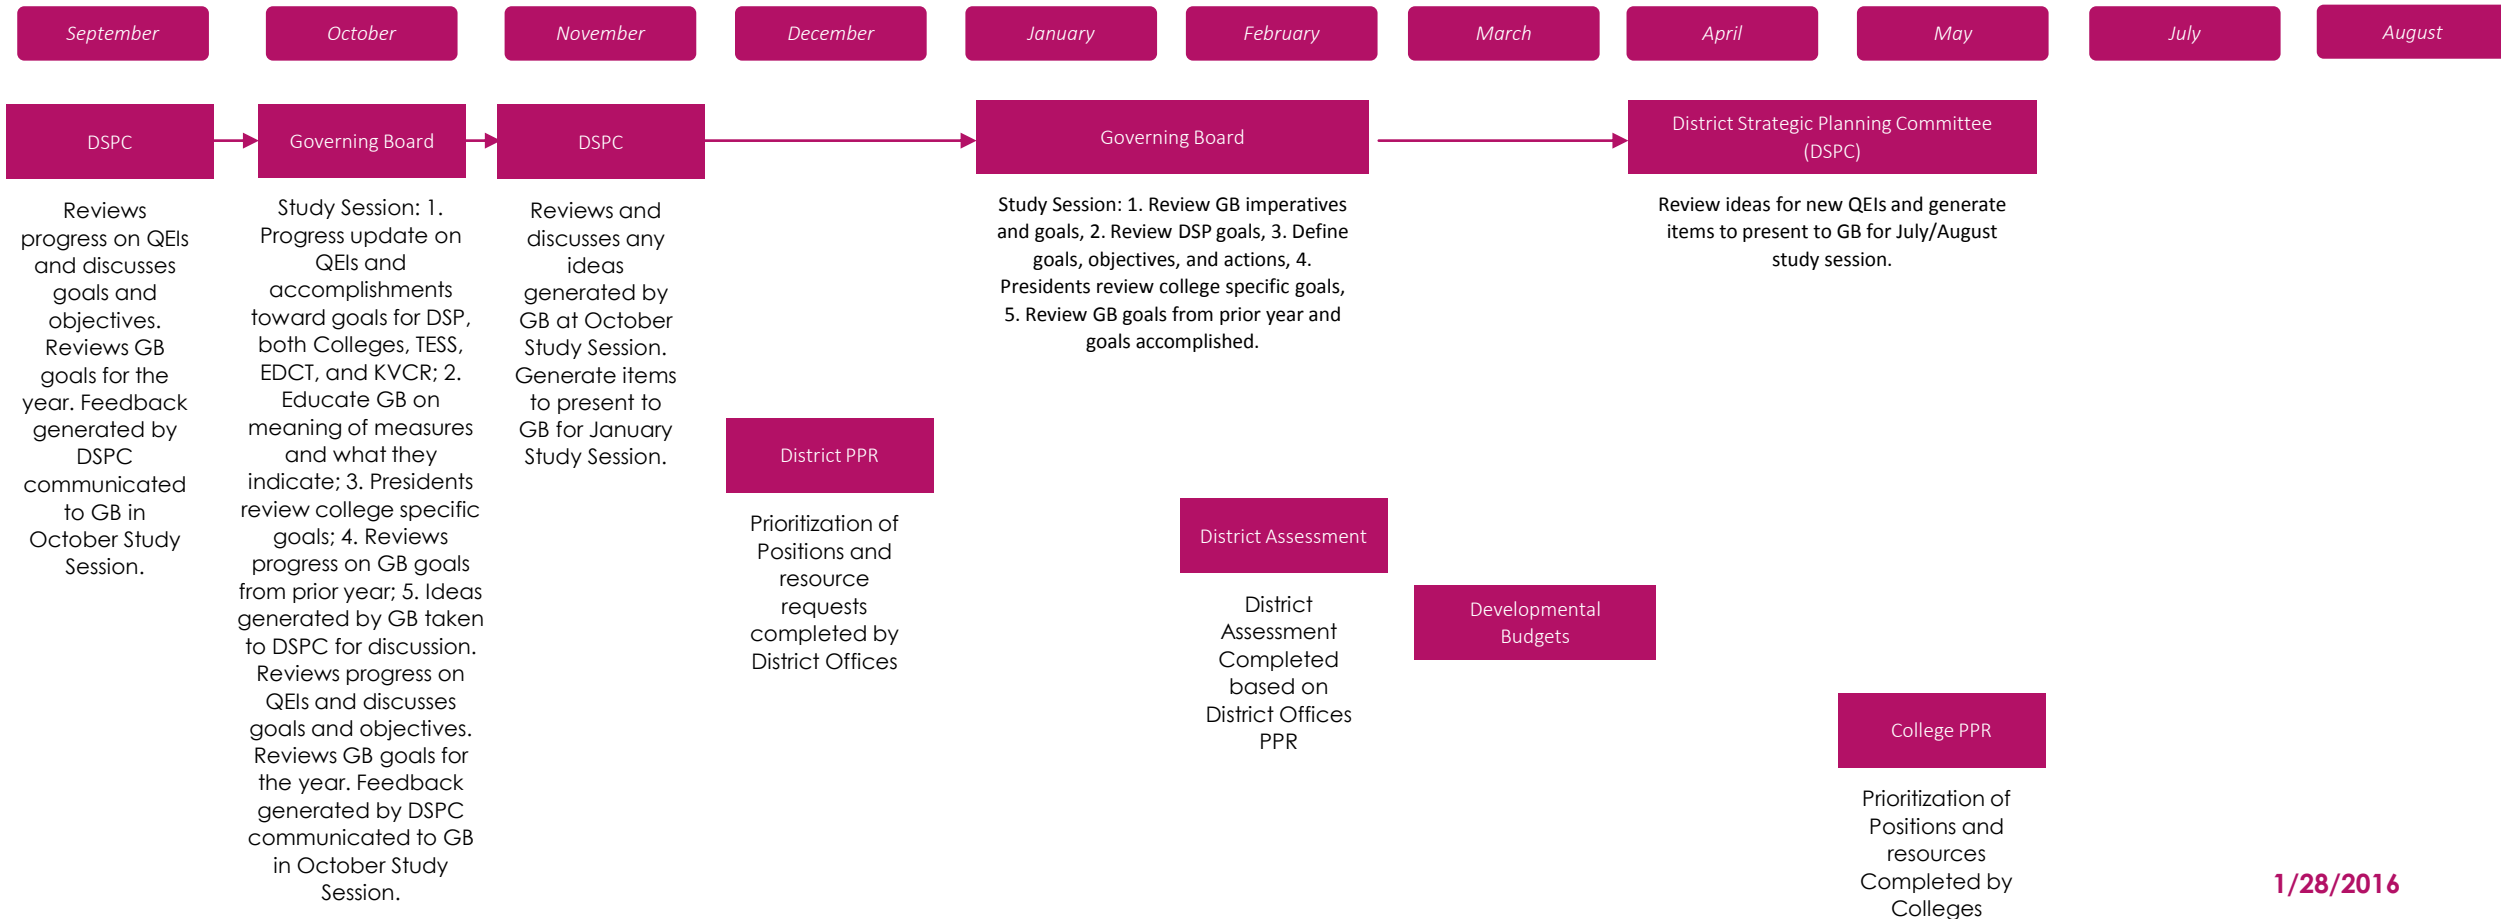 September
October
November
December
January
February
March
April
May
July
August
DSPC
Governing Board
DSPC
Governing Board
District Strategic Planning Committee
(DSPC)
Reviews
progress on QEIs
and discusses
goals and
objectives.
Reviews GB
goals for the
year. Feedback
generated by
DSPC
communicated
to GB in
October Study
Session.
Study Session: 1.
Progress update on
QEIs and
accomplishments
toward goals for DSP,
both Colleges, TESS,
EDCT, and KVCR; 2.
Educate GB on
meaning of measures
and what they
indicate; 3. Presidents
review college specific
goals; 4. Reviews
progress on GB goals
from prior year; 5. Ideas
generated by GB taken
to DSPC for discussion.
Reviews progress on
QEIs and discusses
goals and objectives.
Reviews GB goals for
the year. Feedback
generated by DSPC
communicated to GB
in October Study
Session.
Reviews and
discusses any
ideas
generated by
GB at October
Study Session.
Generate items
to present to
GB for January
Study Session.
Study Session: 1. Review GB imperatives
and goals, 2. Review DSP goals, 3. Define
goals, objectives, and actions, 4.
Presidents review college specific goals,
5. Review GB goals from prior year and
goals accomplished.
Review ideas for new QEIs and generate
items to present to GB for July/August
study session.
District PPR
Prioritization of
Positions and
resource
requests
completed by
District Offices
District Assessment
District
Assessment
Completed
based on
District Offices
PPR
Developmental
Budgets
College PPR
Prioritization of
Positions and
resources
Completed by
Colleges
1/28/2016